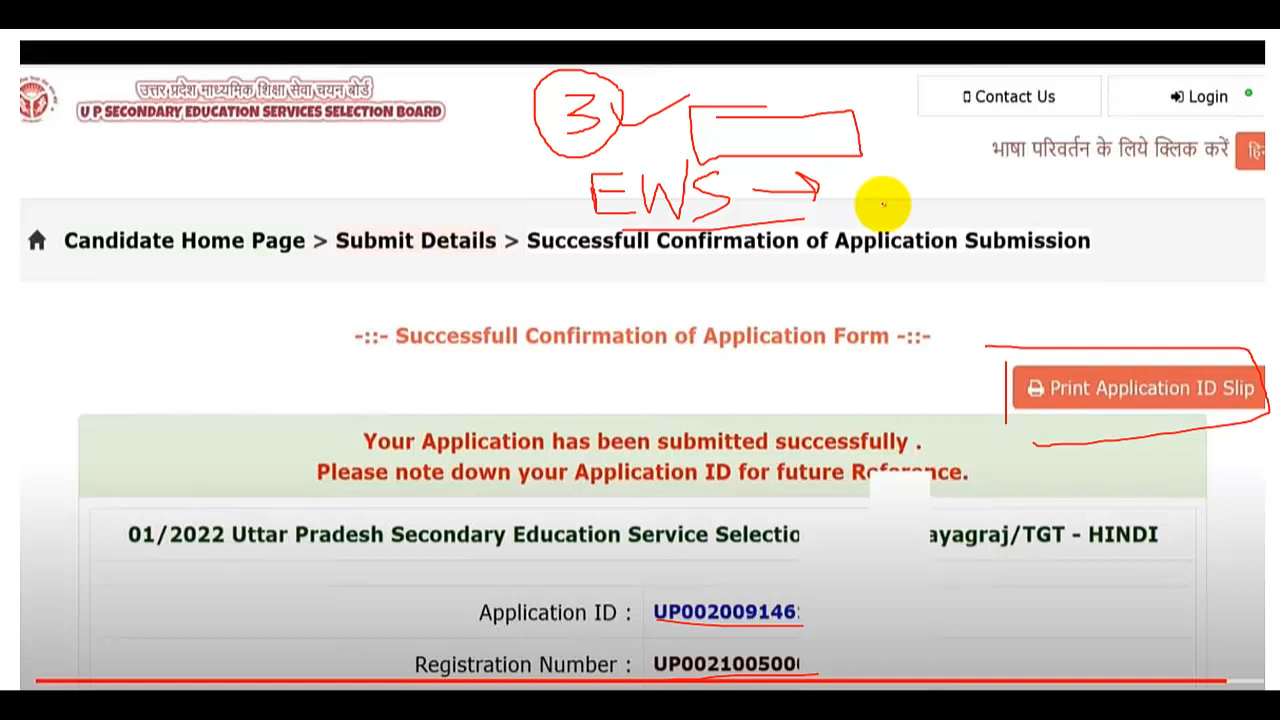 उत्तर प्रदेश माध्यमिक शिक्षा सेवा चयन बोर्ड
U P SECONDARY EDUCATION SERVICES SELECTION BOARD
3
Contact Us
Login
भाषा परिवर्तन के लिये क्लिक करें
EWS →
Candidate Home Page > Submit Details > Successfull Confirmation of Application Submission
-::- Successfull Confirmation of Application Form -::-
Print Application ID Slip
Your Application has been submitted successfully .
Please note down your Application ID for future Reference.
01/2022 Uttar Pradesh Secondary Education Service Selectio ayagraj/TGT - HINDI
Application ID : UP002009146
Registration Number : UP002100500